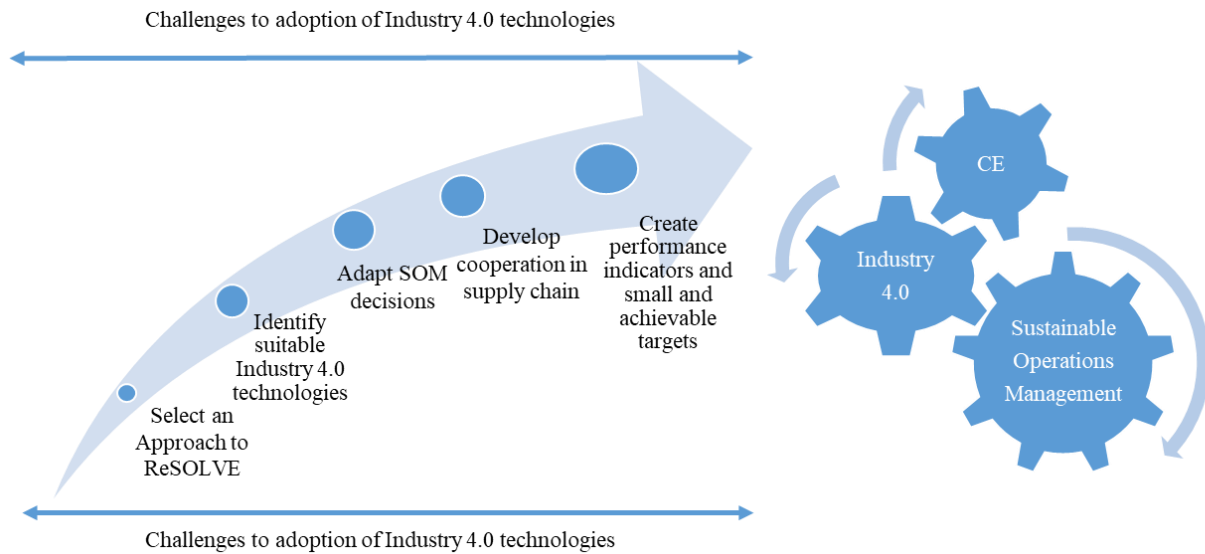 Challenges to adoption of Industry 4.0 technologies
Select an
Approach to
ReSOLVE
Identify
suitable
Industry 4.0
technologies
Adapt SOM
decisions
Develop
cooperation in
supply chain
Create
performance
indicators and
small and
achievable
targets
CE
Industry
4.0
Sustainable
Operations
Management
Challenges to adoption of Industry 4.0 technologies